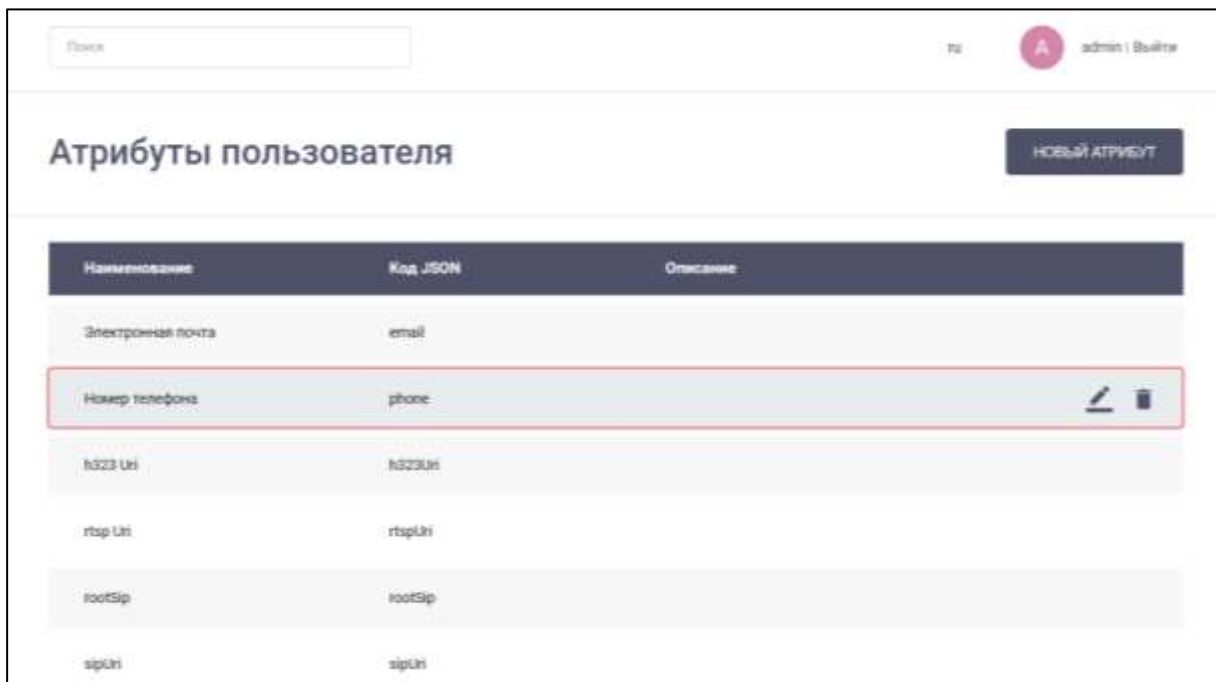 Поиск
ru
A
admin | Выйти
Атрибуты пользователя
НОВЫЙ АТРИБУТ
Наименование Код JSON Описание
Электронная почта email
Номер телефона phone
h323 Uri h323Uri
rtsp Uri rtspUri
rootSip rootSip
sipUri sipUri